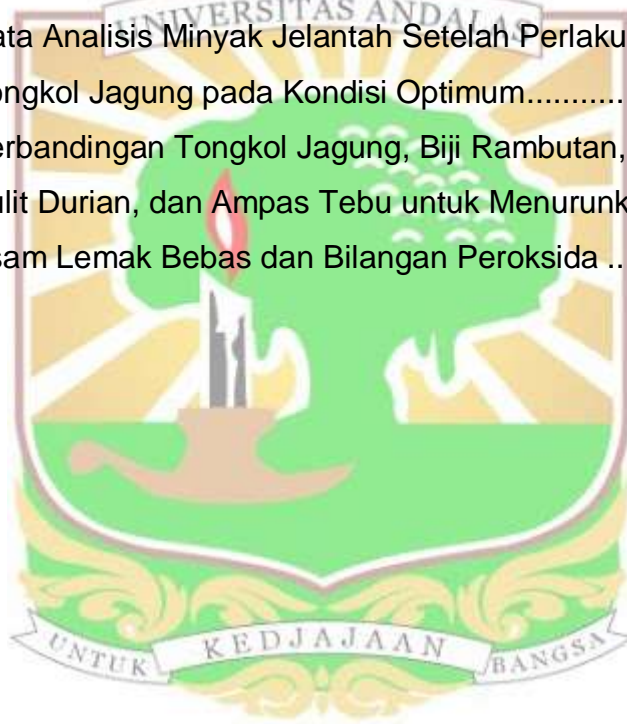 UNIVERSITAS ANDALAS
ata Analisis Minyak Jelantah Setelah Perlaku
ongkol Jagung pada Kondisi Optimum...........
erbandingan Tongkol Jagung, Biji Rambutan,
ulit Durian, dan Ampas Tebu untuk Menurunk
sam Lemak Bebas dan Bilangan Peroksida ..
UNTUK KEDJAJAAN BANGSA